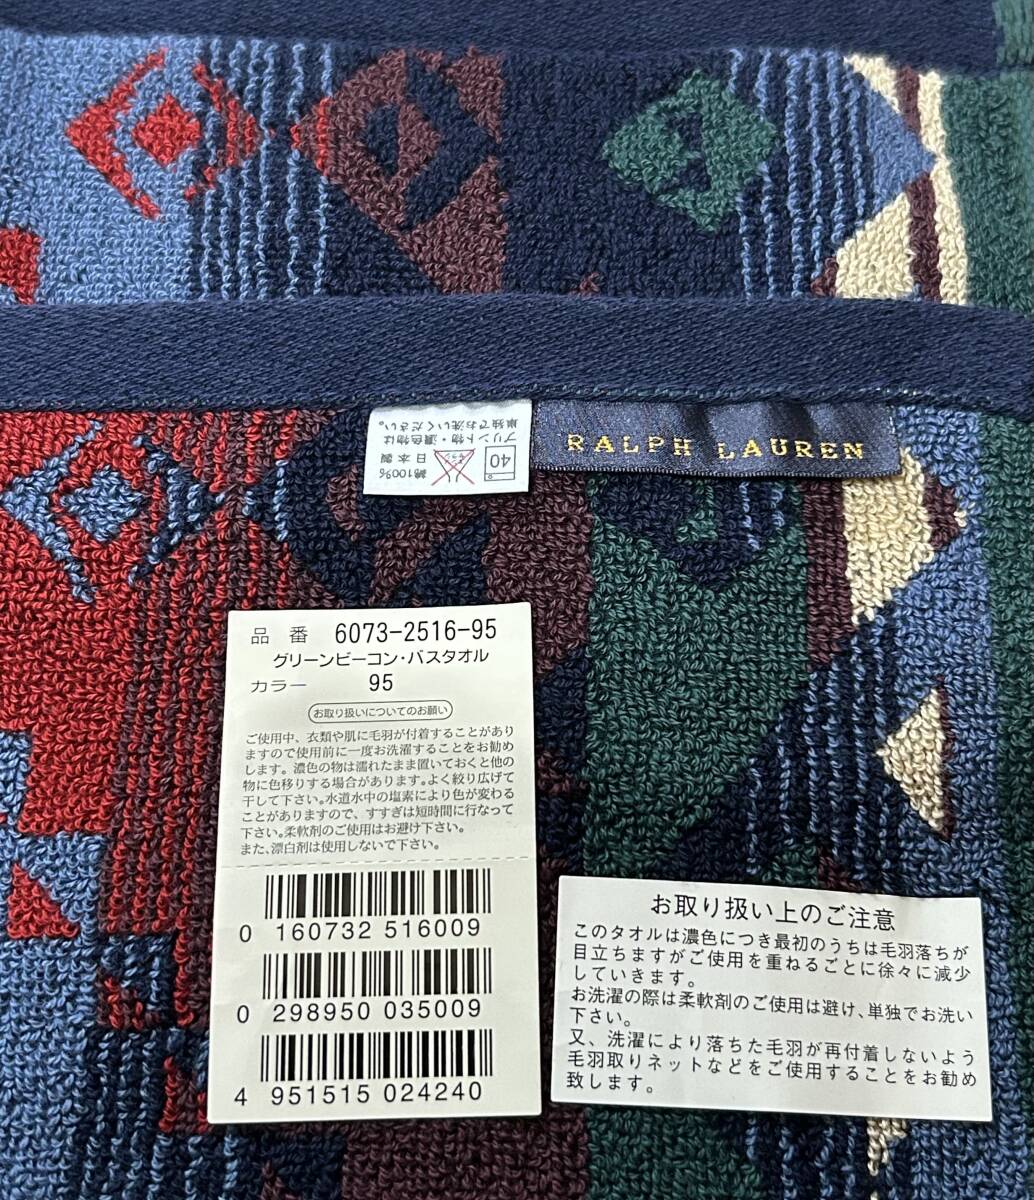 プリント物・濃色物は
単独でお洗いください。
40
エンソ
サラシ
日本製
綿100%
RALPH LAUREN
品 番 6073-2516-95
グリーンビーコン・バスタオル
カラー 95
お取り扱いについてのお願い
ご使用中、衣類や肌に毛羽が付着することがあり
ますので使用前に一度お洗濯することをお勧め
します。濃色の物は濡れたまま置いておくと他の
物に色移りする場合があります。よく絞り広げて
干して下さい。水道水中の塩素により色が変わる
ことがありますので、すすぎは短時間に行なって
下さい。柔軟剤のご使用はお避け下さい。
また、漂白剤は使用しないで下さい。
0 160732 516009
0 298950 035009
4 951515 024240
お取り扱い上のご注意
このタオルは濃色につき最初のうちは毛羽落ちが
目立ちますがご使用を重ねるごとに徐々に減少
していきます。
お洗濯の際は柔軟剤のご使用は避け、単独でお洗い
下さい。
又、洗濯により落ちた毛羽が再付着しないよう
毛羽取りネットなどをご使用することをお勧め
致します。